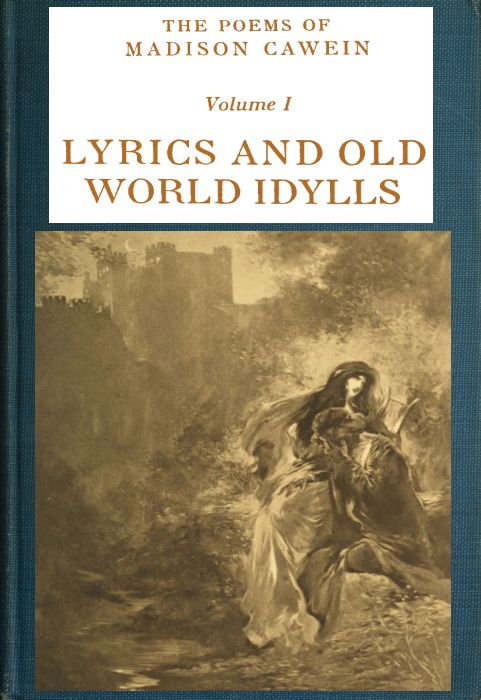 THE POEMS OF
MADISON CAWEIN
Volume I
LYRICS AND OLD
WORLD IDYLLS